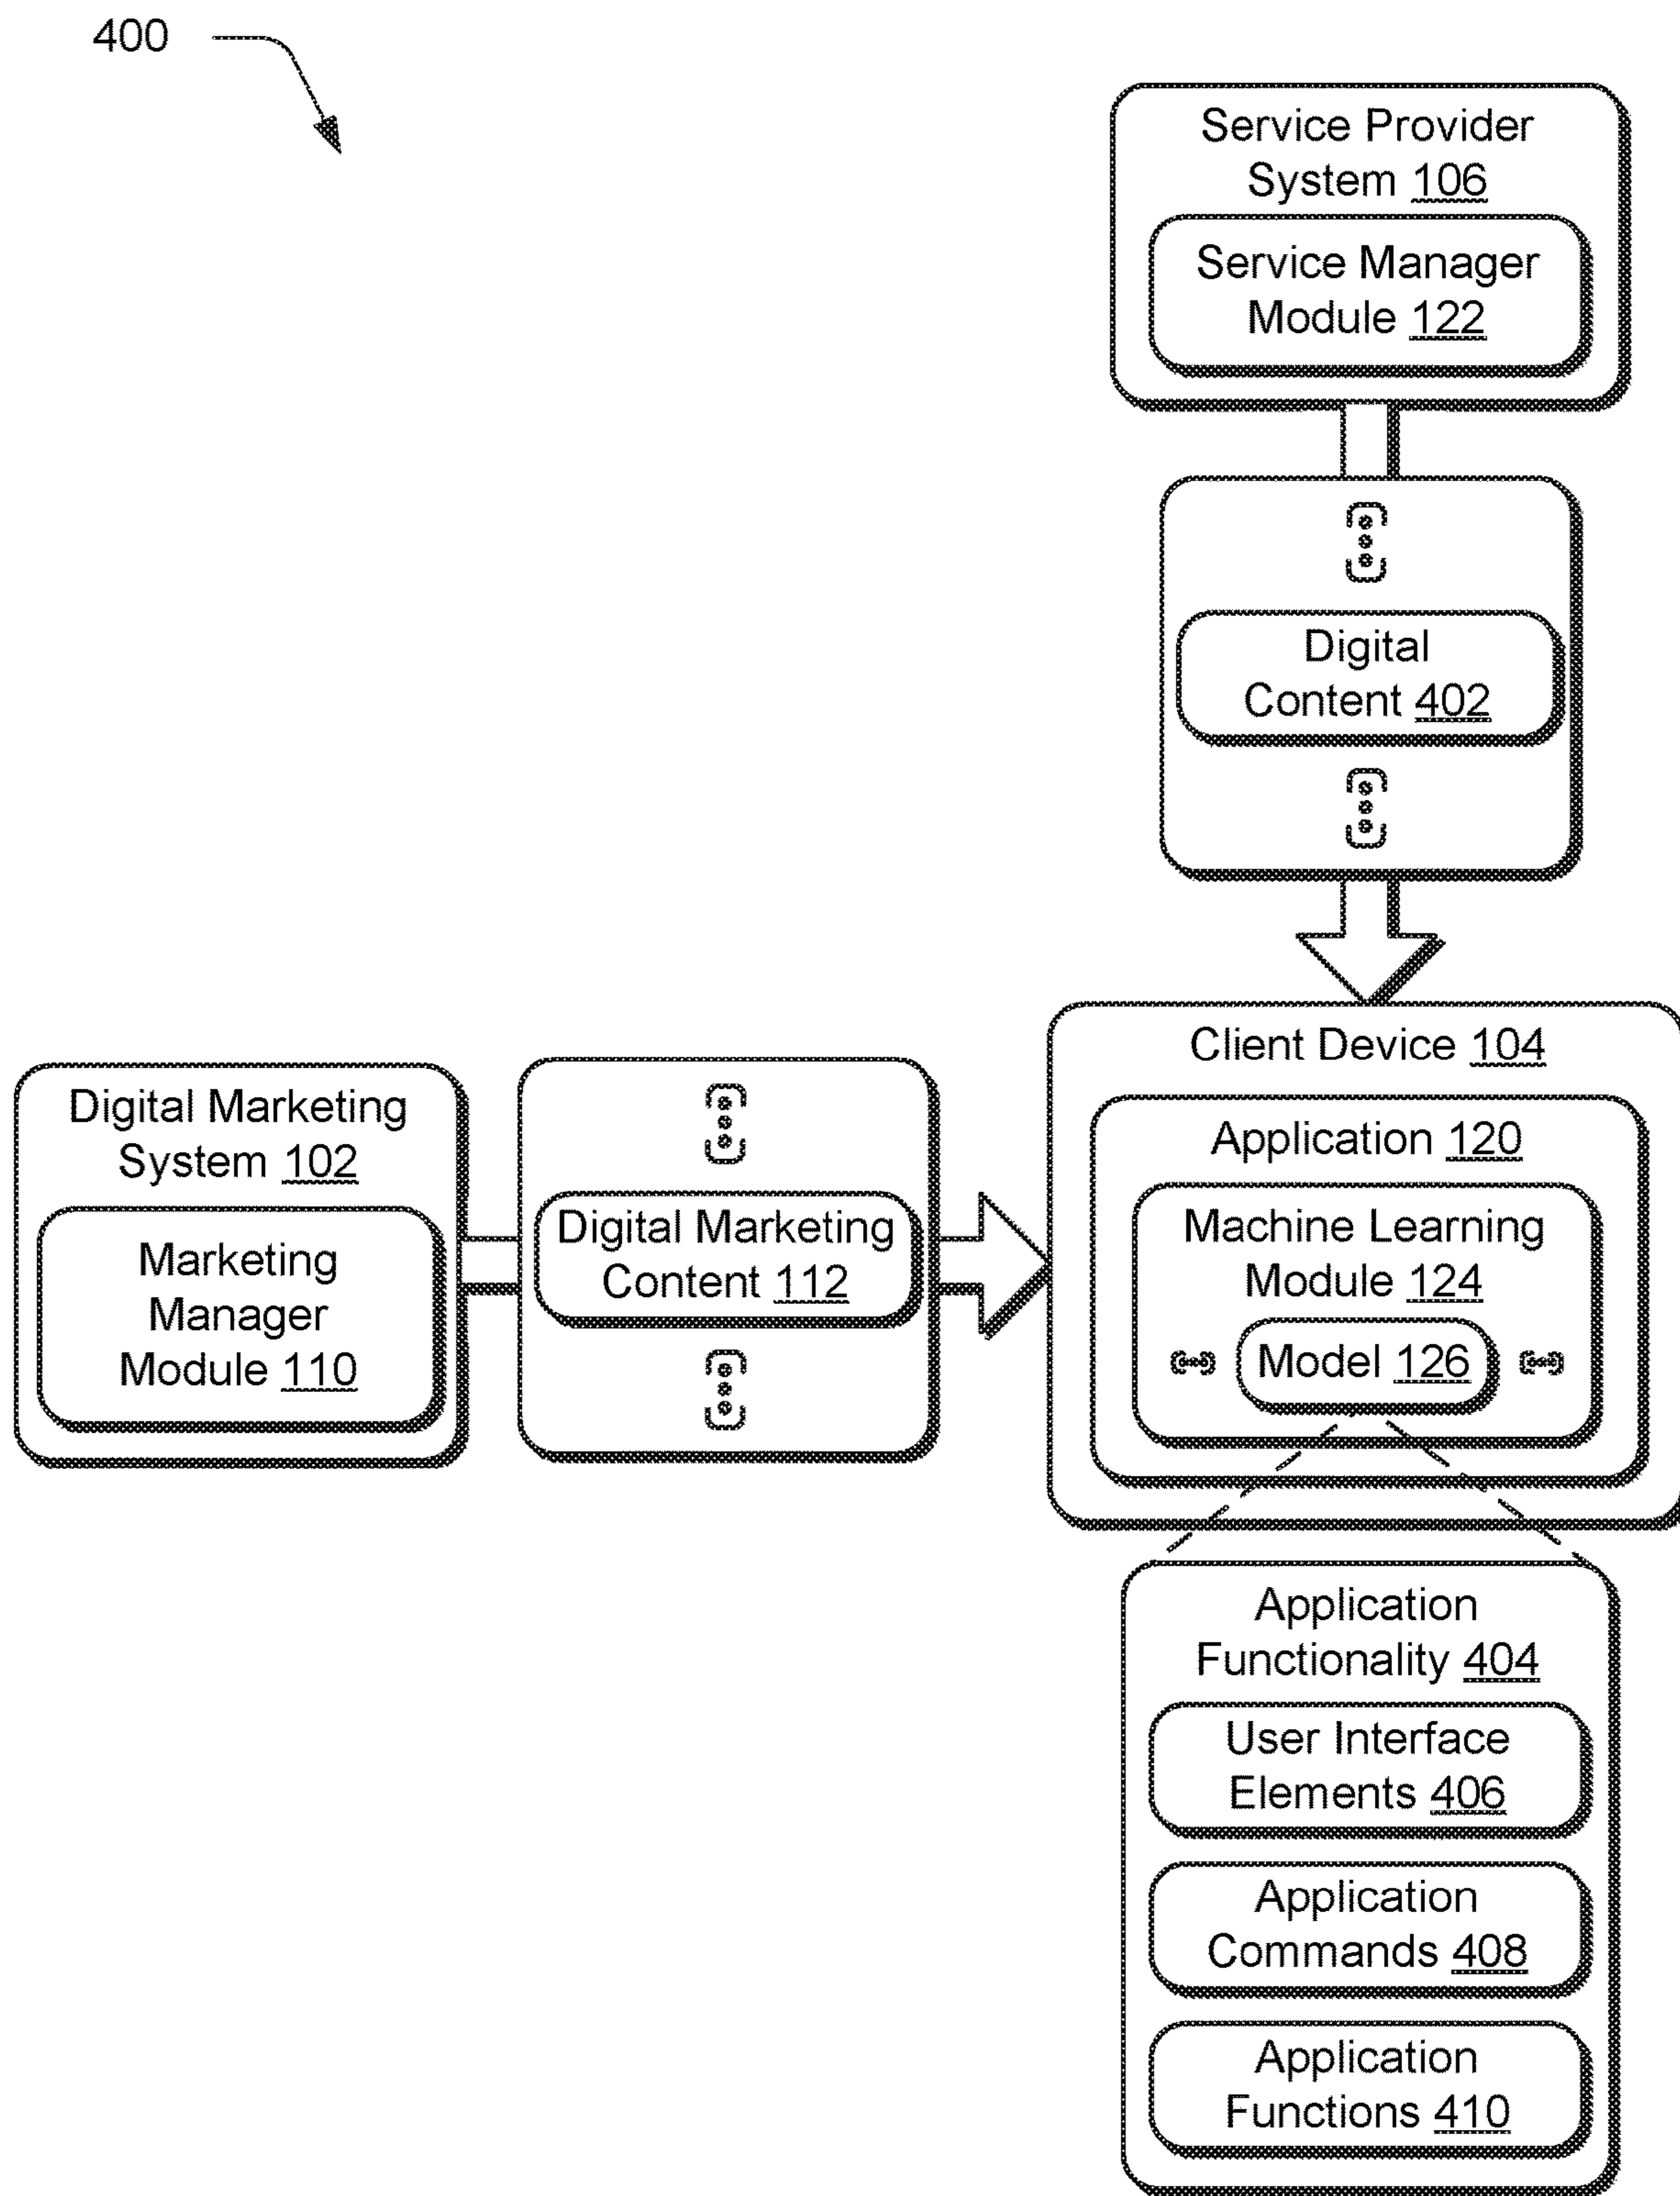 400
Service Provider
System 106
Service Manager
Module 122
Digital
Content 402
Client Device 104
Application 120
Machine Learning
Module 124
Model 126
Digital Marketing
System 102
Marketing
Manager
Module 110
Digital Marketing
Content 112
Application
Functionality 404
User Interface
Elements 406
Application
Commands 408
Application
Functions 410